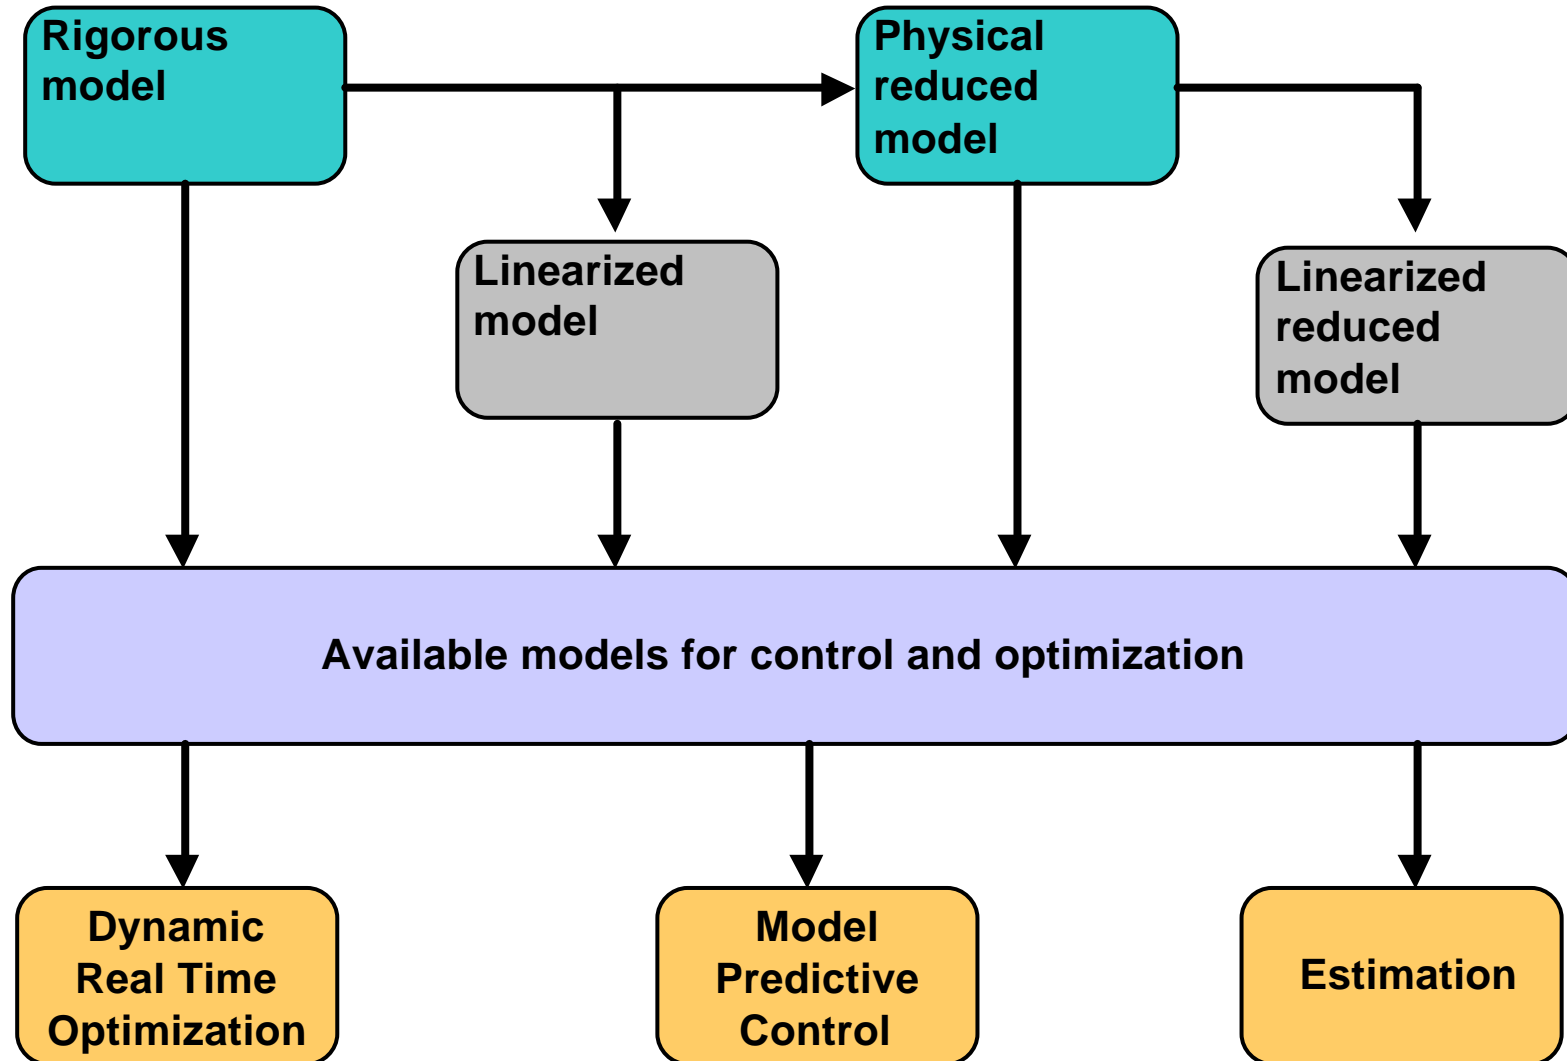 Rigorous
model
Physical
reduced
model
Linearized
model
Linearized
reduced
model
Available models for control and optimization
Dynamic
Real Time
Optimization
Model
Predictive
Control
Estimation